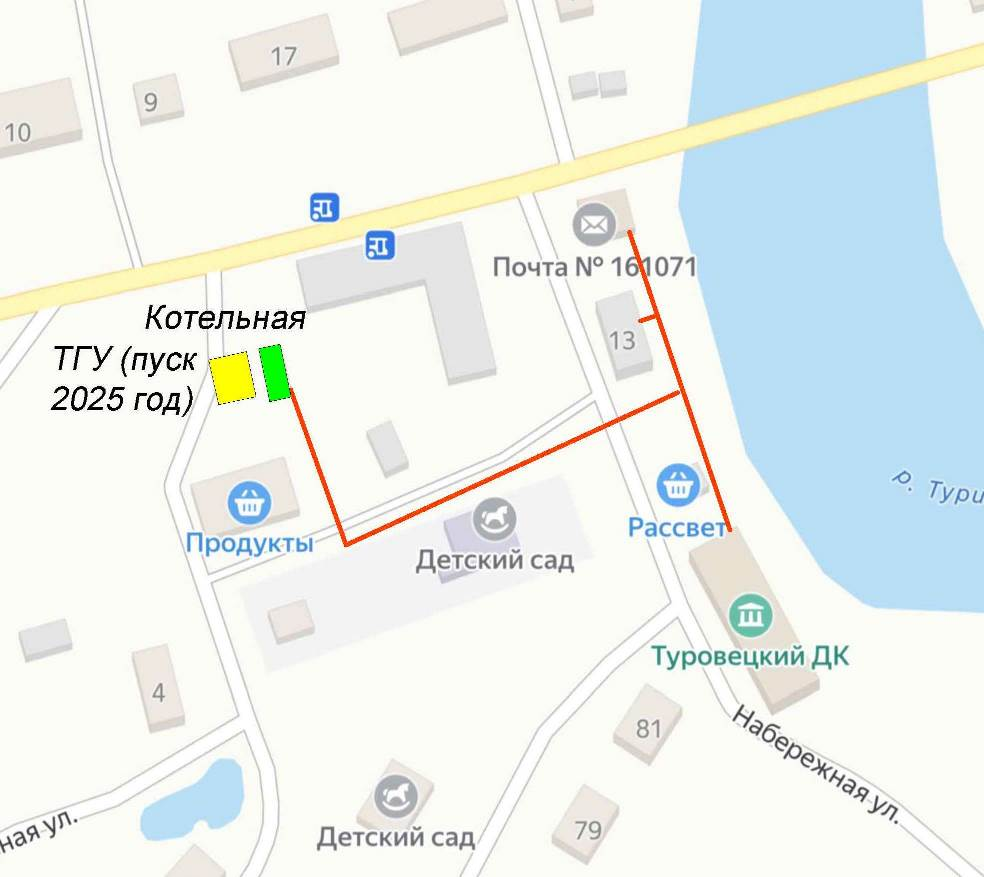 17
9
10
Почта № 161071
Котельная
ТГУ (пуск
2025 год)
13
р. Тури
Продукты
Рассвет
Детский сад
Туровецкий ДК
4
81
Набережная ул.
ная ул.
Детский сад
79